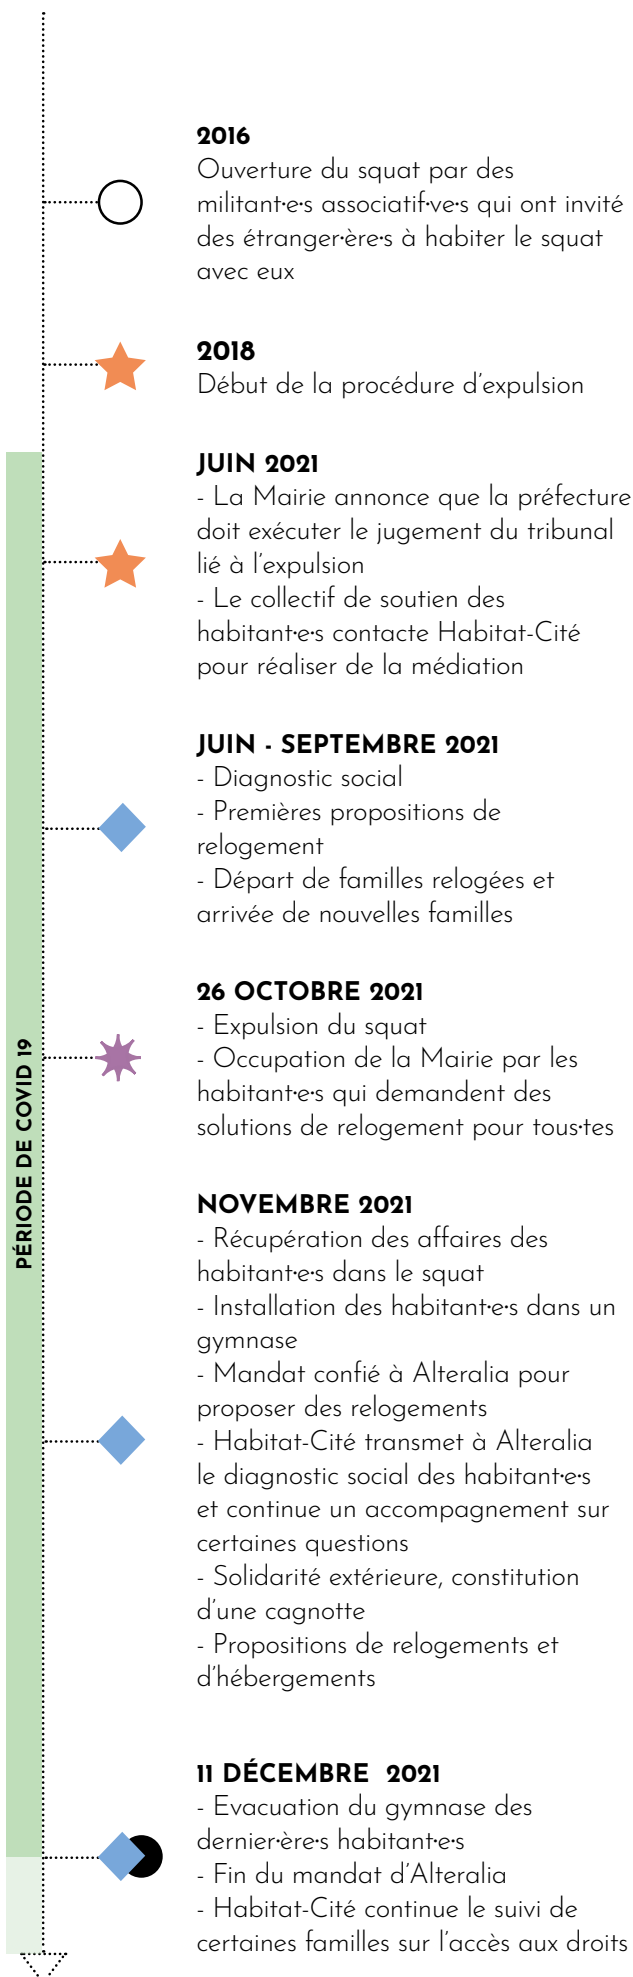 2016
Ouverture du squat par des
militant·e·s associatif·ve·s qui ont invité
des étranger·ère·s à habiter le squat
avec eux
2018
Début de la procédure d'expulsion
JUIN 2021
- La Mairie annonce que la préfecture
doit exécuter le jugement du tribunal
lié à l'expulsion
- Le collectif de soutien des
habitant·e·s contacte Habitat-Cité
pour réaliser de la médiation
JUIN - SEPTEMBRE 2021
- Diagnostic social
- Premières propositions de
relogement
- Départ de familles relogées et
arrivée de nouvelles familles
26 OCTOBRE 2021
- Expulsion du squat
- Occupation de la Mairie par les
habitant·e·s qui demandent des
solutions de relogement pour tous·tes
PÉRIODE DE COVID 19
NOVEMBRE 2021
- Récupération des affaires des
habitant·e·s dans le squat
- Installation des habitant·e·s dans un
gymnase
- Mandat confié à Alteralia pour
proposer des relogements
- Habitat-Cité transmet à Alteralia
le diagnostic social des habitant·e·s
et continue un accompagnement sur
certaines questions
- Solidarité extérieure, constitution
d'une cagnotte
- Propositions de relogements et
d'hébergements
11 DÉCEMBRE  2021
- Evacuation du gymnase des
dernier·ère·s habitant·e·s
- Fin du mandat d'Alteralia
- Habitat-Cité continue le suivi de
certaines familles sur l'accès aux droits